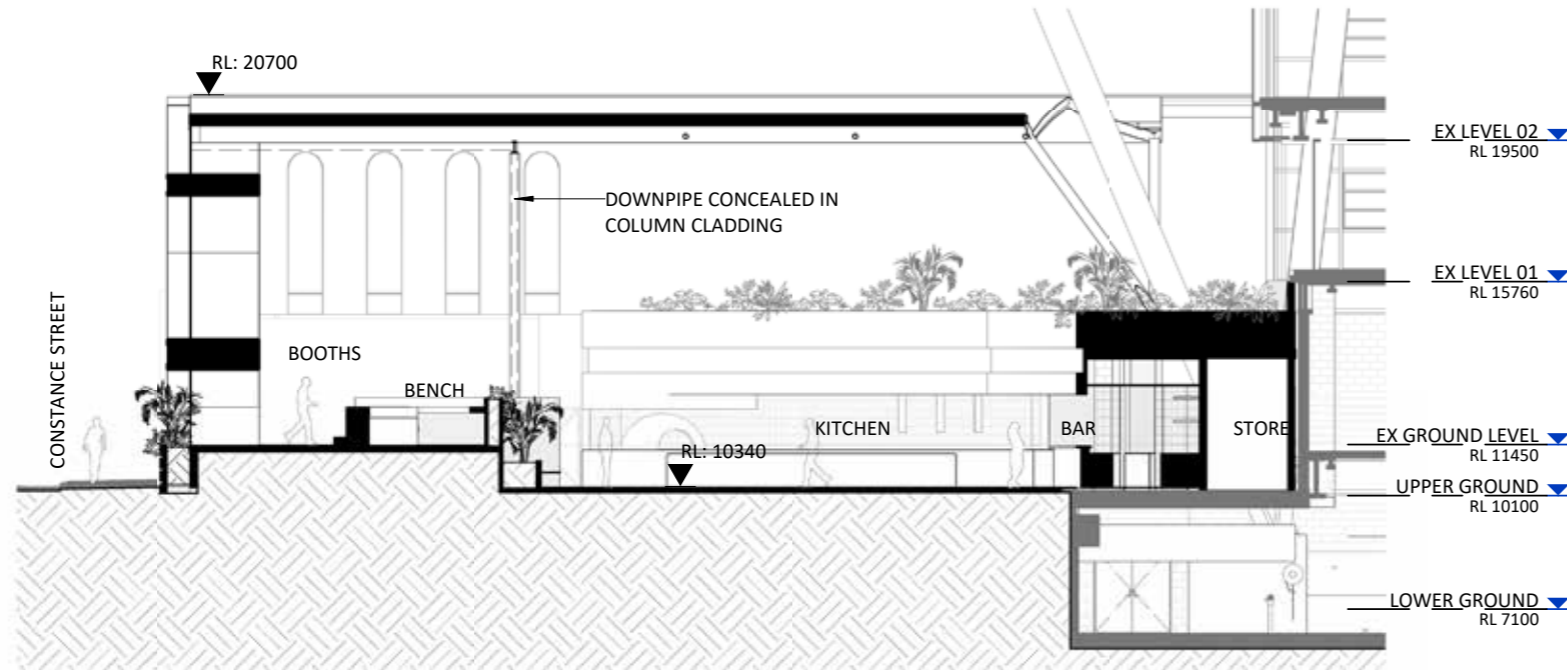 RL: 20700
EX LEVEL 02
RL 19500
DOWNPIPE CONCEALED IN
COLUMN CLADDING
EX LEVEL 01
RL 15760
CONSTANCE STREET
BOOTHS
BENCH
KITCHEN
BAR
STORE
EX GROUND LEVEL
RL 11450
RL: 10340
UPPER GROUND
RL 10100
LOWER GROUND
RL 7100